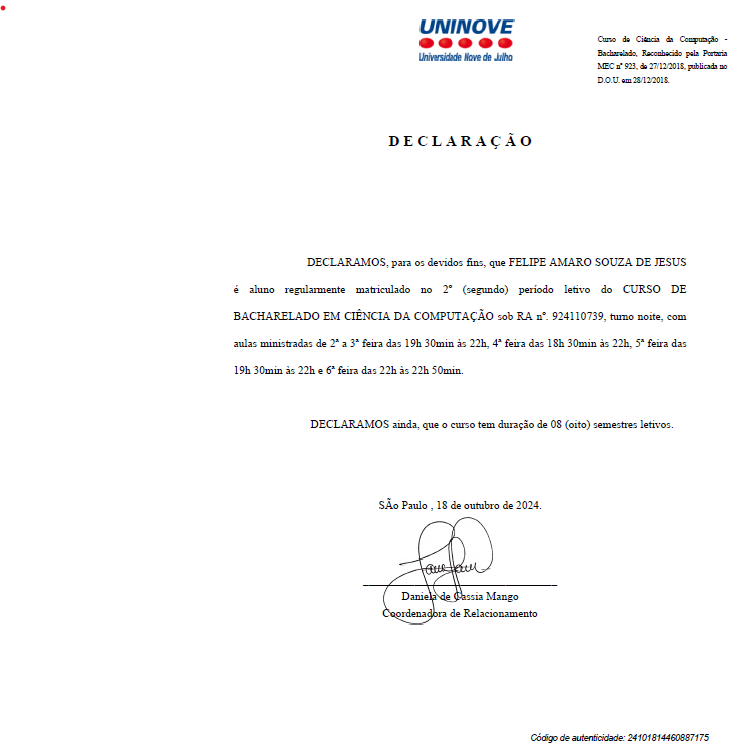 UNINOVE
Universidade Nove de Julho
Curso de Ciência da Computação -
Bacharelado, Reconhecido pela Portaria
MEC nº 923, de 27/12/2018, publicada no
D.O.U. em 28/12/2018.
D E C L A R A Ç Ã O
DECLARAMOS, para os devidos fins, que FELIPE AMARO SOUZA DE JESUS
é aluno regularmente matriculado no 2º (segundo) período letivo do CURSO DE
BACHARELADO EM CIÊNCIA DA COMPUTAÇÃO sob RA nº. 924110739, turno noite, com
aulas ministradas de 2ª a 3ª feira das 19h 30min às 22h, 4ª feira das 18h 30min às 22h, 5ª feira das
19h 30min às 22h e 6ª feira das 22h às 22h 50min.
DECLARAMOS ainda, que o curso tem duração de 08 (oito) semestres letivos.
SÃo Paulo , 18 de outubro de 2024.
Daniela de Cassia Mango
Coordenadora de Relacionamento
Código de autenticidade: 24101814460887175